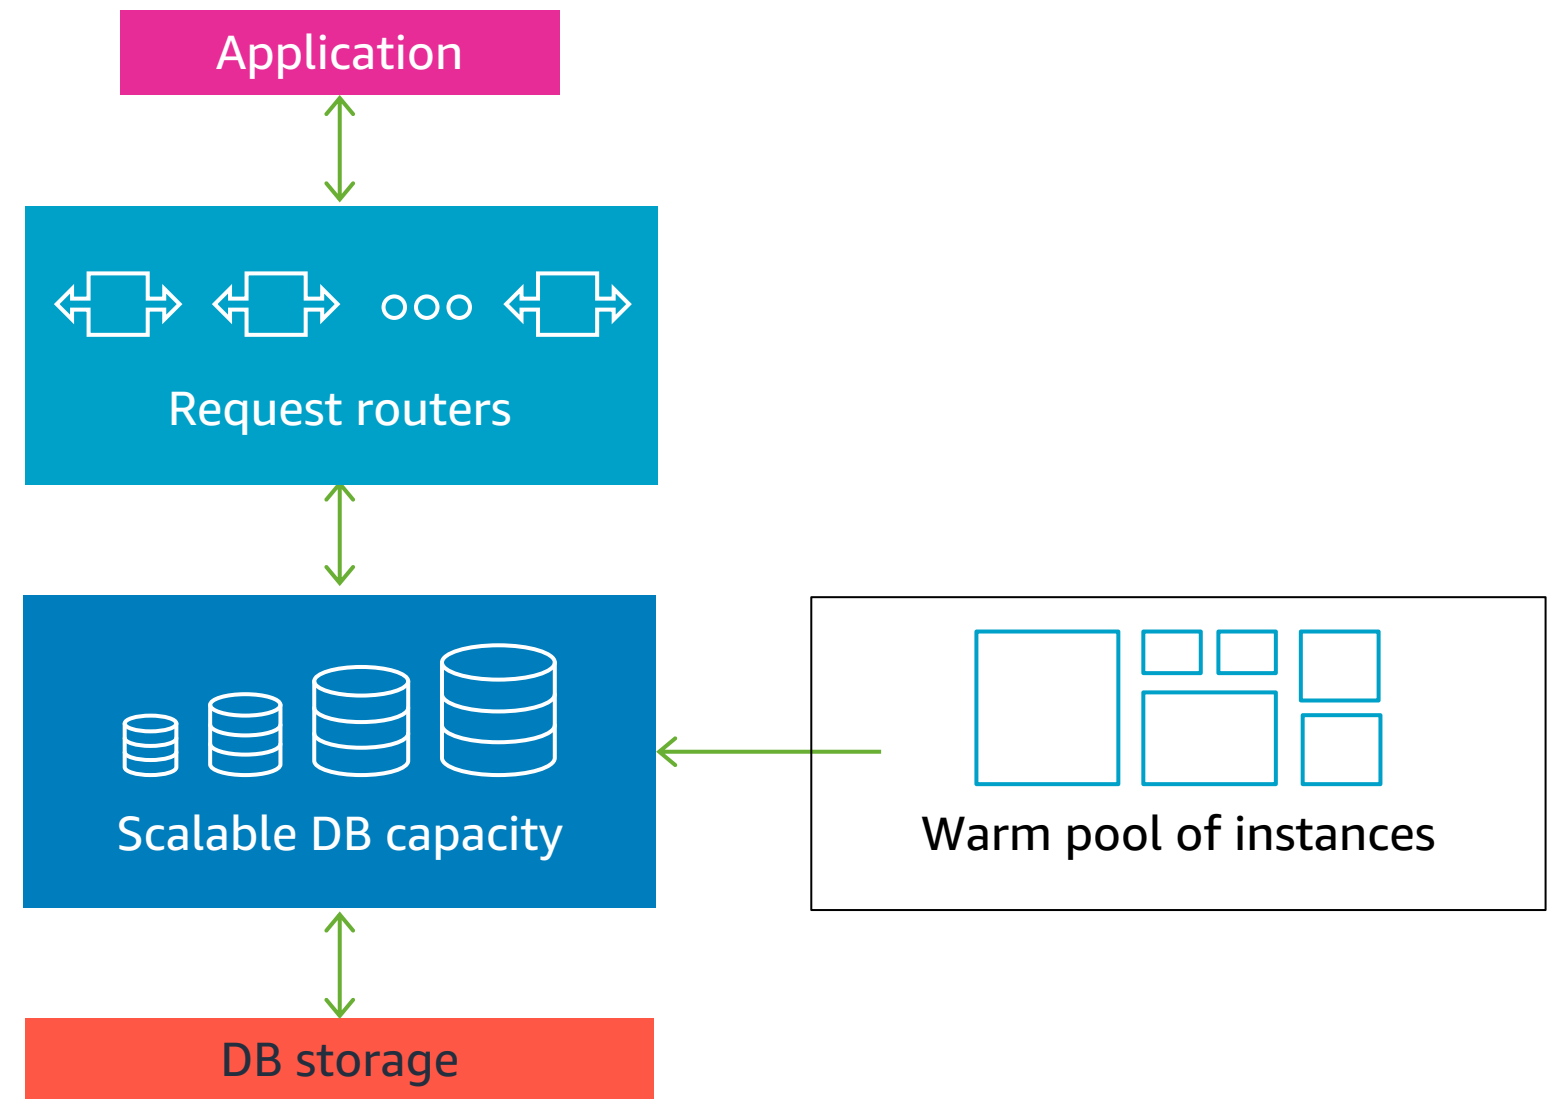 Application
Request routers
Scalable DB capacity
Warm pool of instances
DB storage